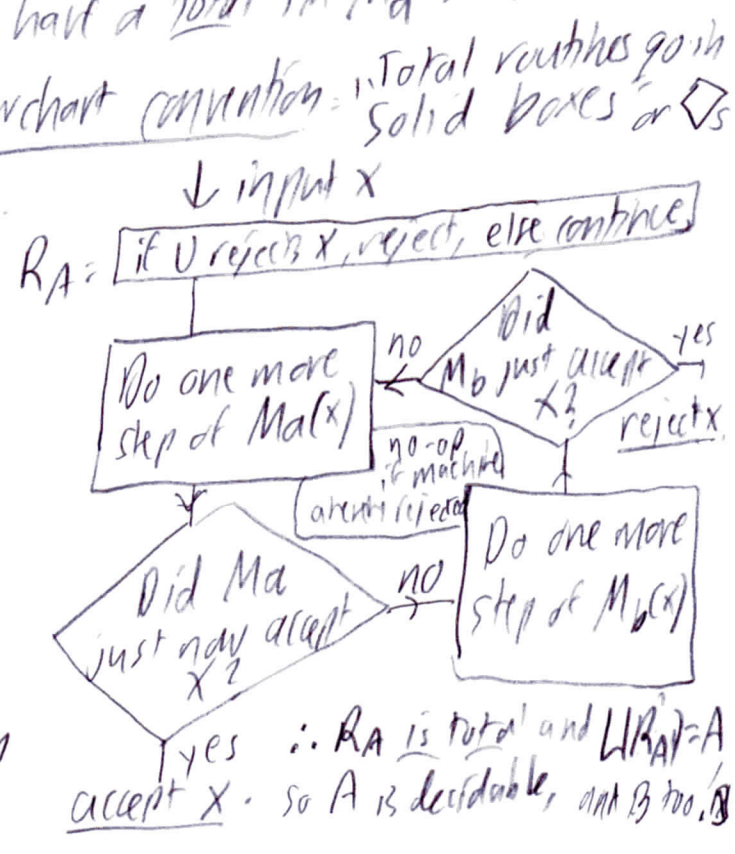 have a total
chart convention: "Total routines go in
solid boxes" or ◇s
↓ input x
R_A = if U rejects x, reject, else continue
Do one more
step of Ma(x)
no
Did
M_b just accept
x?
yes
reject x
no-op
if machine
already rejected
Did Ma
just now accept
x?
no
Do one more
step of M_b(x)
yes
accept x.
∴ R_A is total and L(R_A)=A
so A is decidable, and B too.